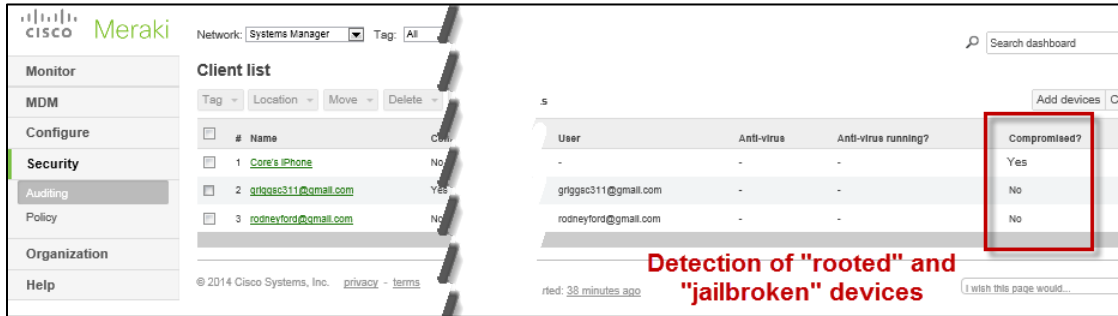 CISCO Meraki
Network: Systems Manager Tag: All
Search dashboard
Monitor
MDM
Configure
Security
Auditing
Policy
Organization
Help
Client list
Tag Location Move Delete
Add devices
# Name User Anti-virus Anti-virus running? Compromised?
1 Core's iPhone No - - - Yes
2 griggsc311@gmail.com Yes griggsc311@gmail.com - - No
3 rodneyford@gmail.com No rodneyford@gmail.com - - No
Detection of "rooted" and
"jailbroken" devices
© 2014 Cisco Systems, Inc. privacy - terms
38 minutes ago
I wish this page would...